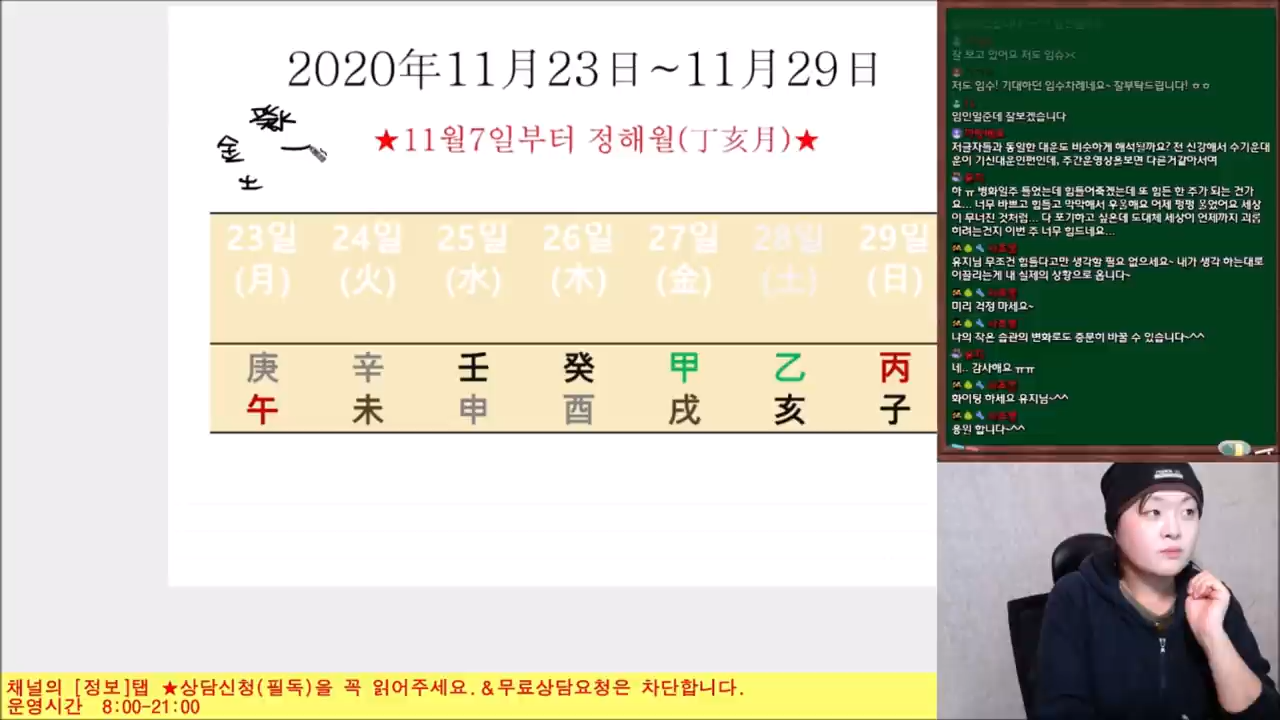 2020年11月23日~11月29日
★11월7일부터 정해월(丁亥月)★
金
土
23일 24일 25일 26일 27일 28일 29일
(月) (火) (水) (木) (金) (土) (日)
庚 辛 壬 癸 甲 乙 丙
午 未 申 酉 戌 亥 子
잘 보고 있어요 저도 임슈><
저도 임수! 기대하던 임수차례네요~ 잘부탁드립니다! ㅎㅎ
임인일준데 잘보겠습니다
저글자들과 동일한 대운도 비슷하게 해석될까요? 전 신강해서 수기운대
운이 기신대운인편인데, 주간운영상응보면 다른거같아서여
하 ㅠ 병화일주 들었는데 힘들어죽겠는데 또 힘든 한 주가 되는 건가
요... 너무 바쁘고 힘들고 막막해서 우울해요 어제 펑펑 울었어요 세상
이 무너진 것처럼... 다 포기하고 싶은데 도대체 세상이 언제까지 괴롭
히려는건지 이번 주 너무 힘드네요...
유지님 무조건 힘들다고만 생각할 필요 없으세요~ 내가 생각 하는대로
이끌리는게 내 실제의 상황으로 옵니다~
미리 걱정 마세요~
나의 작은 습관의 변화로도 충분히 바꿀 수 있습니다~^^
네.. 감사해요 ㅠㅠ
화이팅 하세요 유지님~^^
응원 합니다~^^
채널의 [정보]탭 ★상담신청(필독)을 꼭 읽어주세요.&무료상담요청은 차단합니다.
운영시간 8:00-21:00